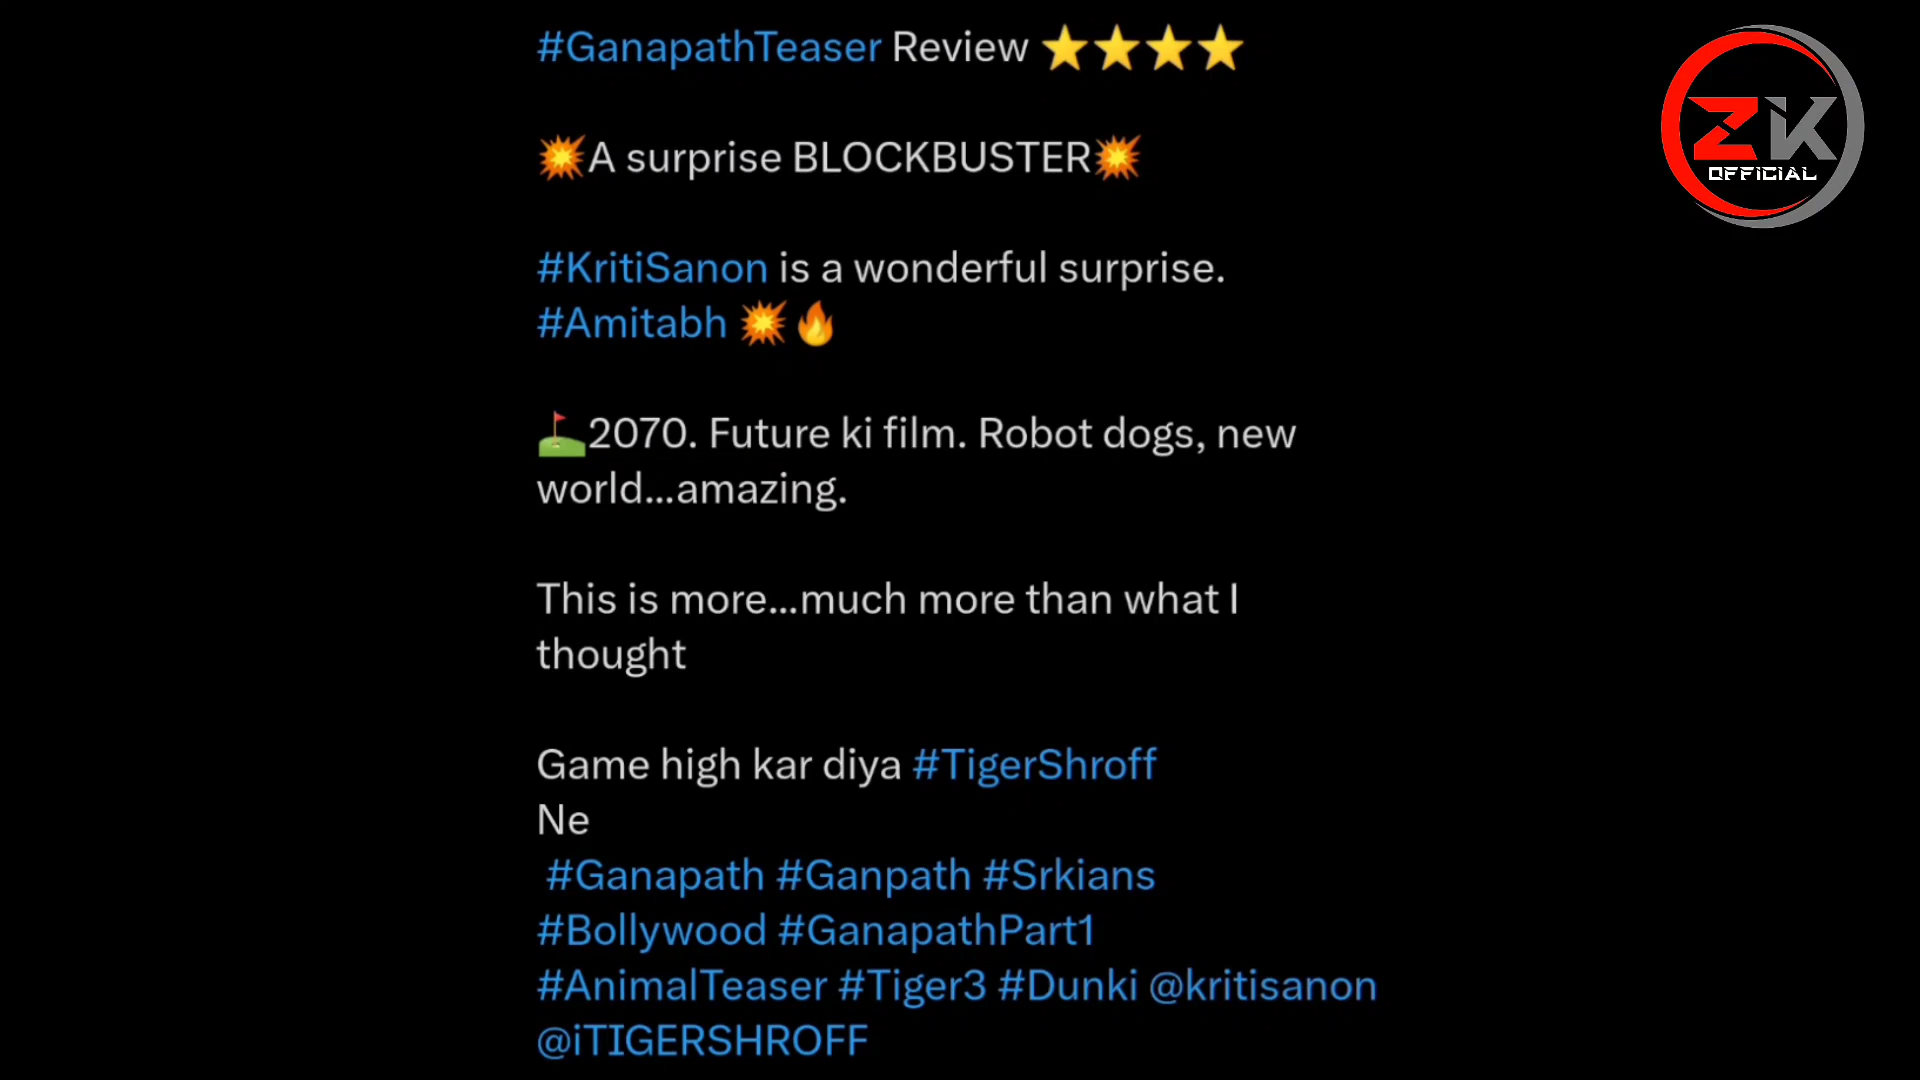 #GanapathTeaser Review ⭐⭐⭐⭐
💥A surprise BLOCKBUSTER💥
#KritiSanon is a wonderful surprise.
#Amitabh 💥🔥
⛳2070. Future ki film. Robot dogs, new
world...amazing.
This is more...much more than what I
thought
Game high kar diya #TigerShroff
Ne
#Ganapath #Ganpath #Srkians
#Bollywood #GanapathPart1
#AnimalTeaser #Tiger3 #Dunki @kritisanon
@iTIGERSHROFF
ZK
OFFICIAL